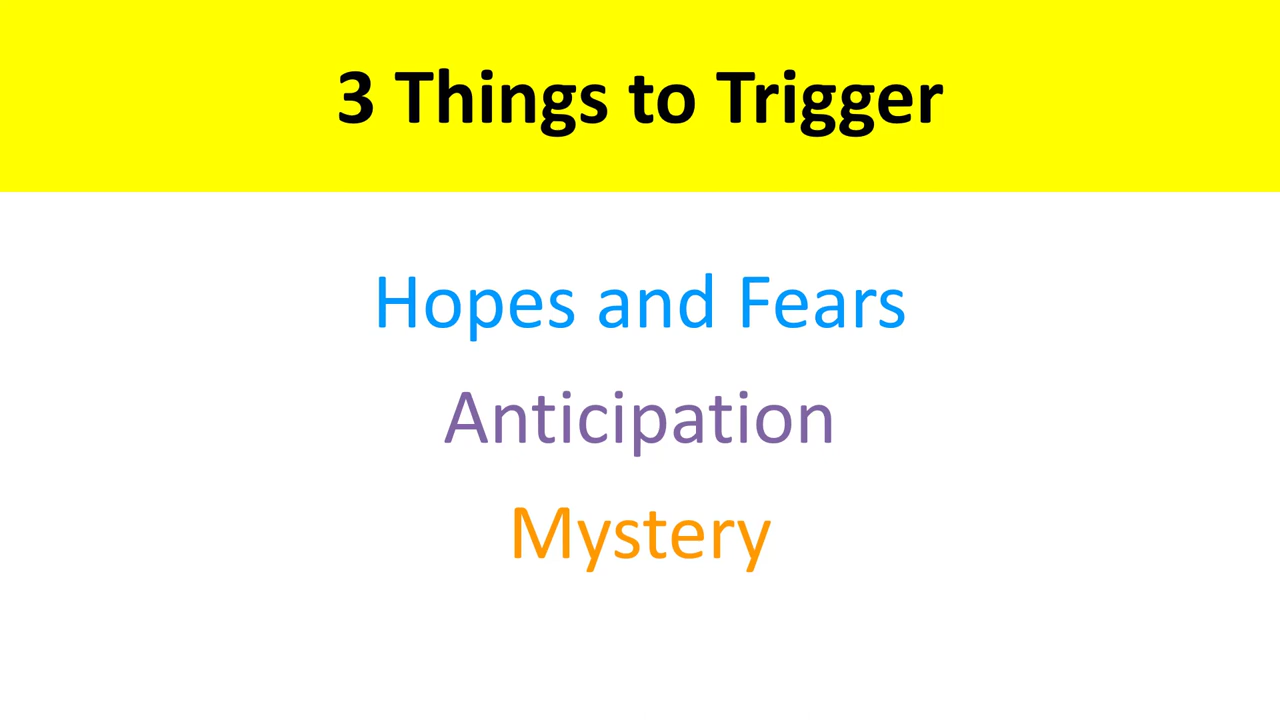 3 Things to Trigger
Hopes and Fears
Anticipation
Mystery